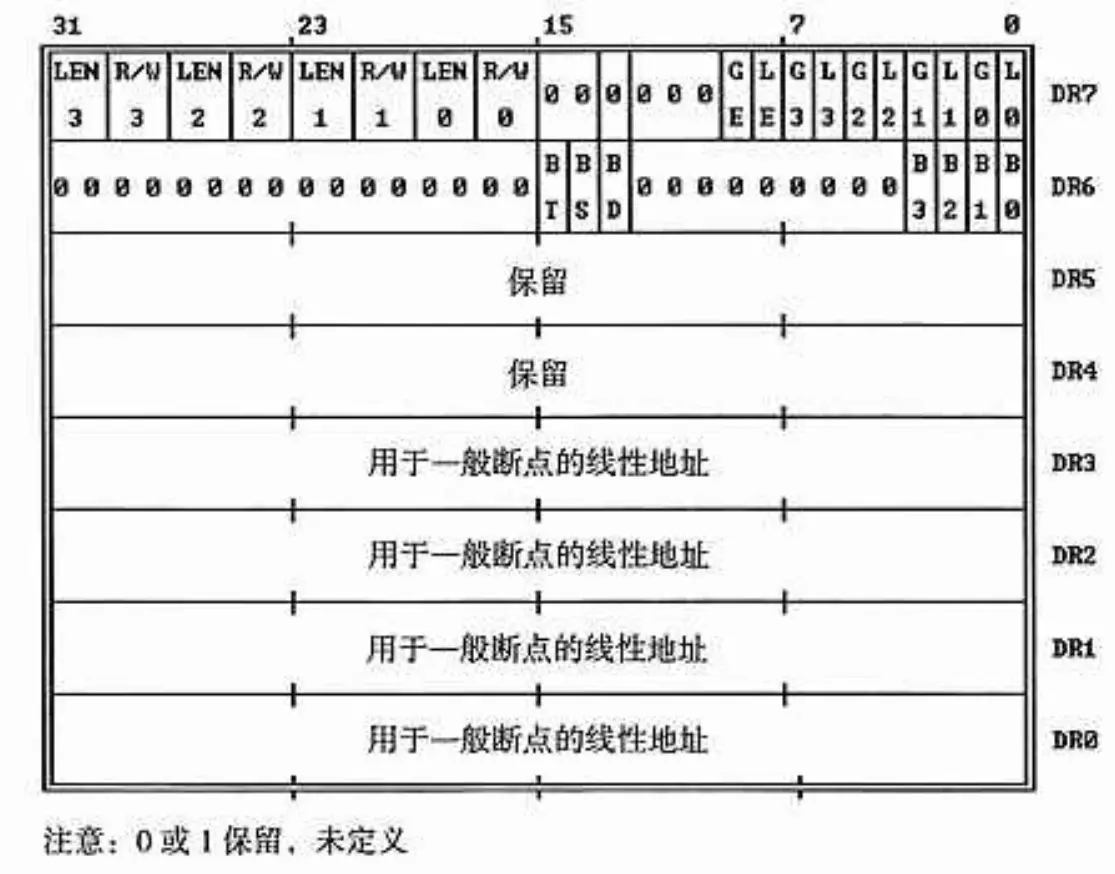 31 23 15 7 0
LEN 3 R/W 3 LEN 2 R/W 2 LEN 1 R/W 1 LEN 0 R/W 0 0 0 0 0 0 0 GE LE G3 L3 G2 L2 G1 L1 G0 L0 DR7
0 0 0 0 0 0 0 0 0 0 0 0 0 0 0 0 BT BS BD 0 0 0 0 0 0 0 0 0 B3 B2 B1 B0 DR6
保留 DR5
保留 DR4
用于一般断点的线性地址 DR3
用于一般断点的线性地址 DR2
用于一般断点的线性地址 DR1
用于一般断点的线性地址 DR0
注意：0或1保留，未定义